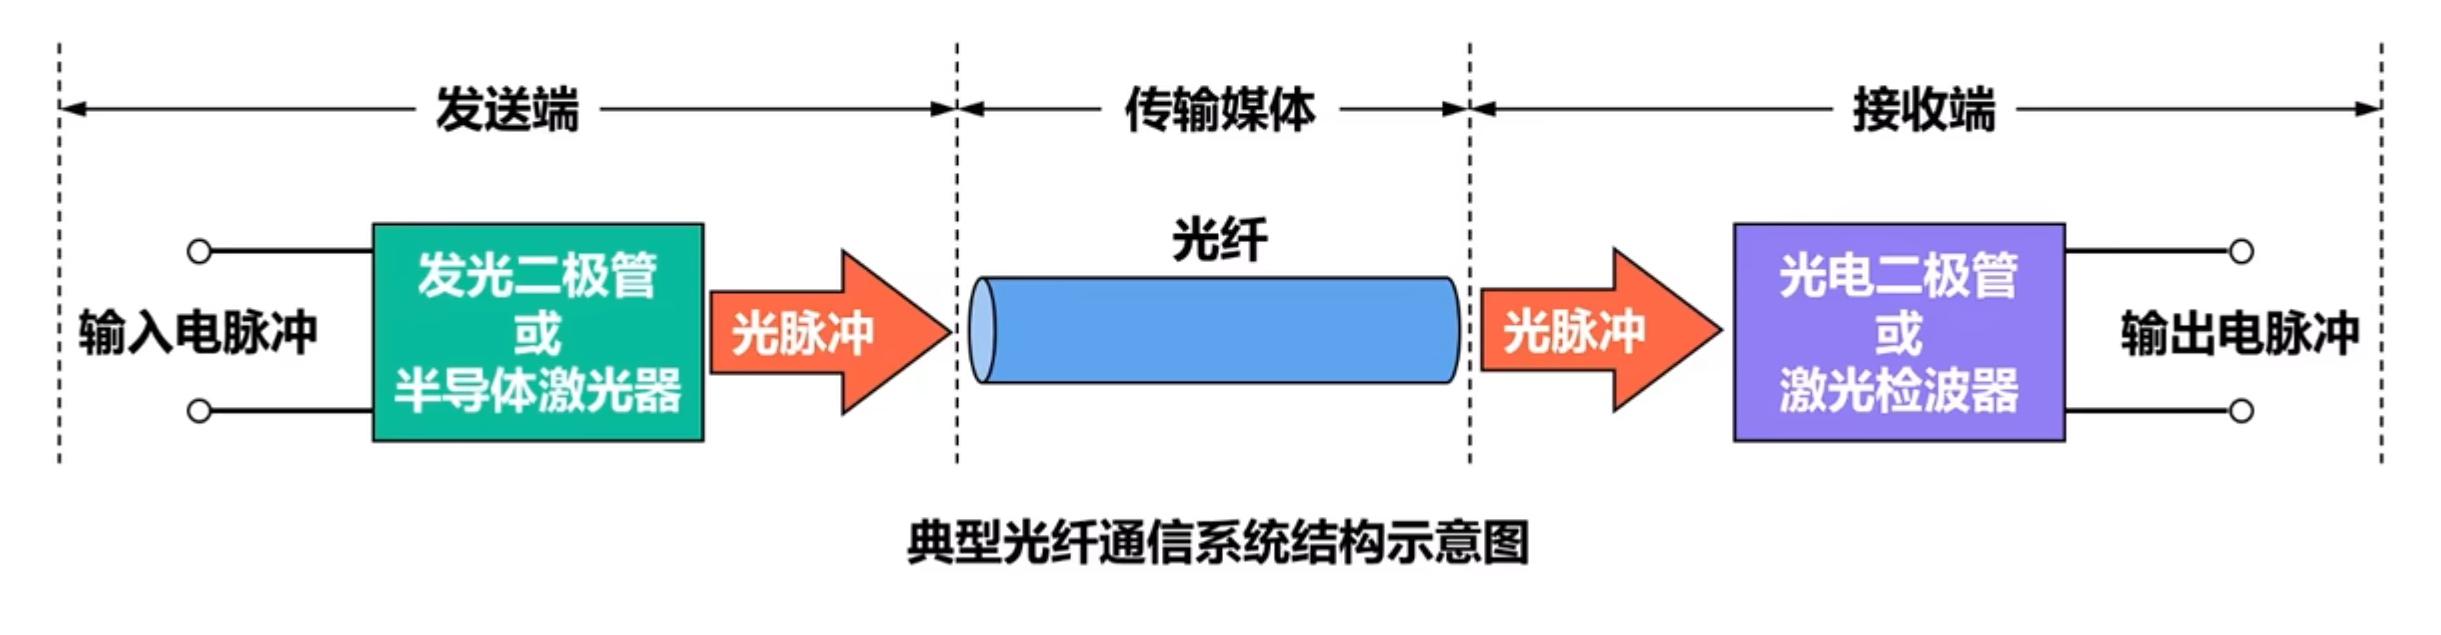 发送端
传输媒体
接收端
输入电脉冲
发光二极管
或
半导体激光器
光脉冲
光纤
光脉冲
光电二极管
或
激光检波器
输出电脉冲
典型光纤通信系统结构示意图